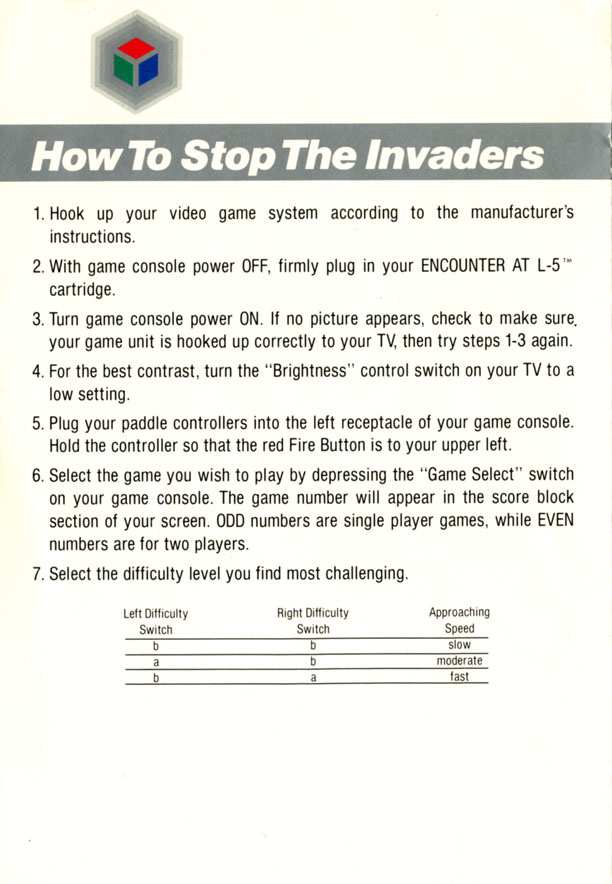 How To Stop The Invaders
1. Hook up your video game system according to the manufacturer's
instructions.
2. With game console power OFF, firmly plug in your ENCOUNTER AT L-5™
cartridge.
3. Turn game console power ON. If no picture appears, check to make sure
your game unit is hooked up correctly to your TV, then try steps 1-3 again.
4. For the best contrast, turn the "Brightness" control switch on your TV to a
low setting.
5. Plug your paddle controllers into the left receptacle of your game console.
Hold the controller so that the red Fire Button is to your upper left.
6. Select the game you wish to play by depressing the "Game Select" switch
on your game console. The game number will appear in the score block
section of your screen. ODD numbers are single player games, while EVEN
numbers are for two players.
7. Select the difficulty level you find most challenging.
Left Difficulty Right Difficulty Approaching
Switch Switch Speed
b b slow
a b moderate
b a fast